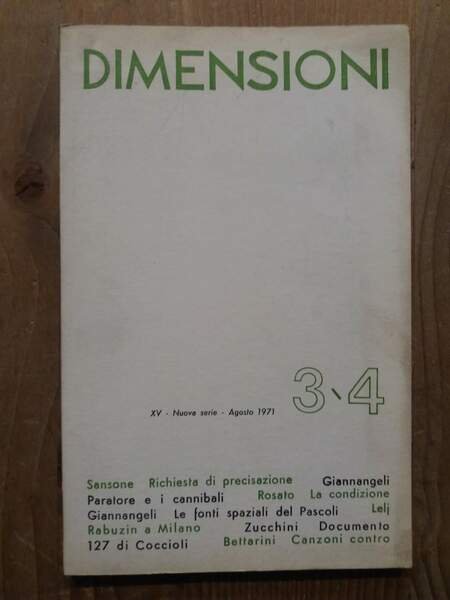 DIMENSIONI
3-4
XV - Nuova serie - Agosto 1971
Sansone Richiesta di precisazione Giannangeli
Paratore e i cannibali Rosato La condizione
Giannangeli Le fonti spaziali del Pascoli Lelj
Rabuzin a Milano Zucchini Documento
127 di Coccioli Bettarini Canzoni contro